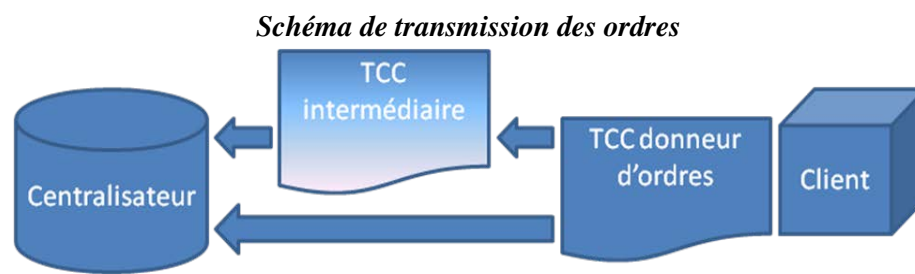 Schéma de transmission des ordres
TCC
intermédiaire
TCC donneur
d'ordres
Client
Centralisateur